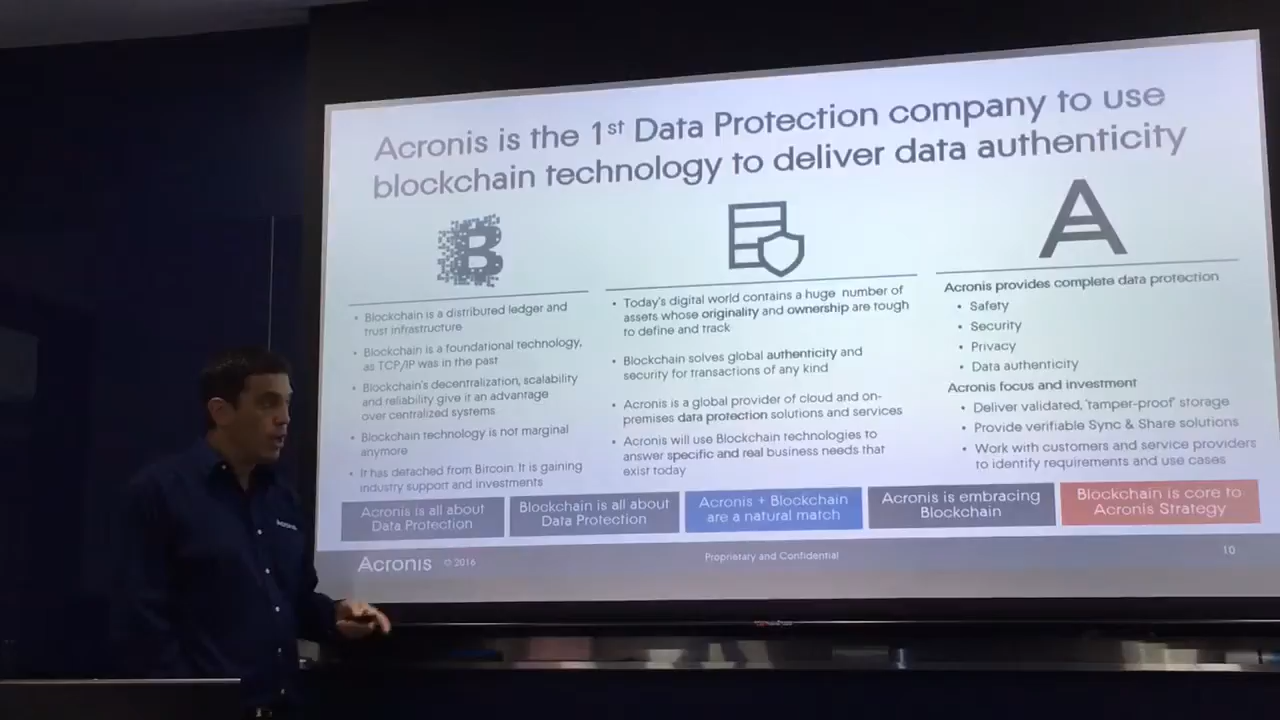 Acronis is the 1st Data Protection company to use
blockchain technology to deliver data authenticity
• Blockchain is a distributed ledger and
trust infrastructure
• Blockchain is a foundational technology,
as TCP/IP was in the past
• Blockchain's decentralization, scalability
and reliability give it an advantage
over centralized systems
• Blockchain technology is not marginal
anymore
• It has detached from Bitcoin. It is gaining
industry support and investments
• Today's digital world contains a huge number of
assets whose originality and ownership are tough
to define and track
• Blockchain solves global authenticity and
security for transactions of any kind
• Acronis is a global provider of cloud and on-
premises data protection solutions and services
• Acronis will use Blockchain technologies to
answer specific and real business needs that
exist today
A
Acronis provides complete data protection
• Safety
• Security
• Privacy
• Data authenticity
Acronis focus and investment
• Deliver validated, 'tamper-proof' storage
• Provide verifiable Sync & Share solutions
• Work with customers and service providers
to identify requirements and use cases
Acronis is all about
Data Protection
Blockchain is all about
Data Protection
Acronis + Blockchain
are a natural match
Acronis is embracing
Blockchain
Blockchain is core to
Acronis Strategy
Acronis © 2016
Proprietary and Confidential
10
Acronis